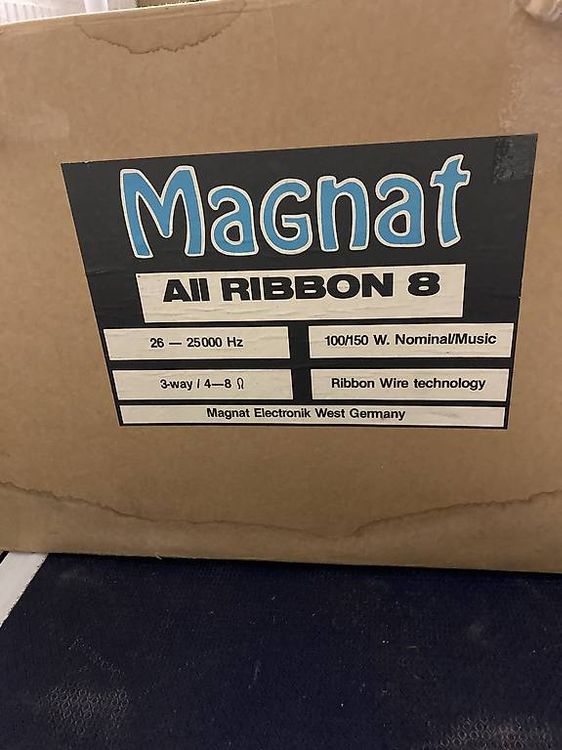 Magnat
All RIBBON 8
26 — 25000 Hz
100/150 W. Nominal/Music
3-way / 4—8 Ω
Ribbon Wire technology
Magnat Electronik West Germany